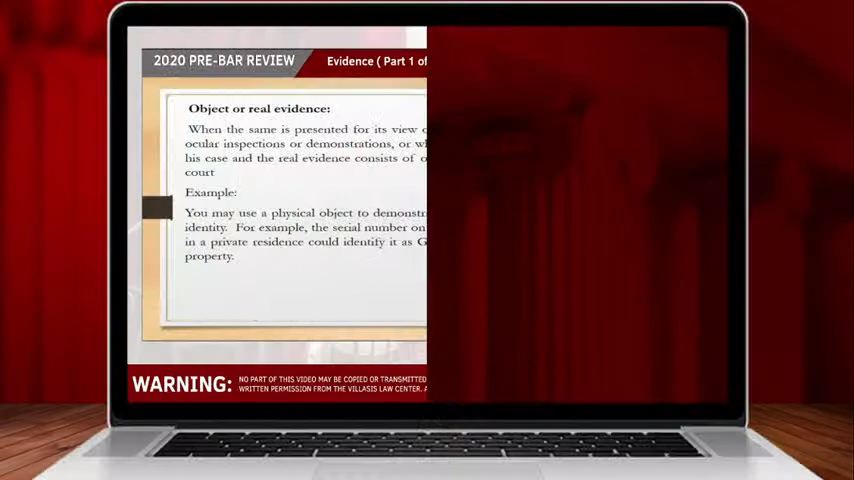 2020 PRE-BAR REVIEW
Evidence ( Part 1 of
Object or real evidence:
When the same is presented for its view
ocular inspections or demonstrations, or
his case and the real evidence consists of
court
Example:
You may use a physical object to
identity. For example, the serial number on
in a private residence could identify it as
property.
WARNING:
NO PART OF THIS VIDEO MAY BE COPIED OR TRANSMITTED
WRITTEN PERMISSION FROM THE VILLASIS LAW CENTER.